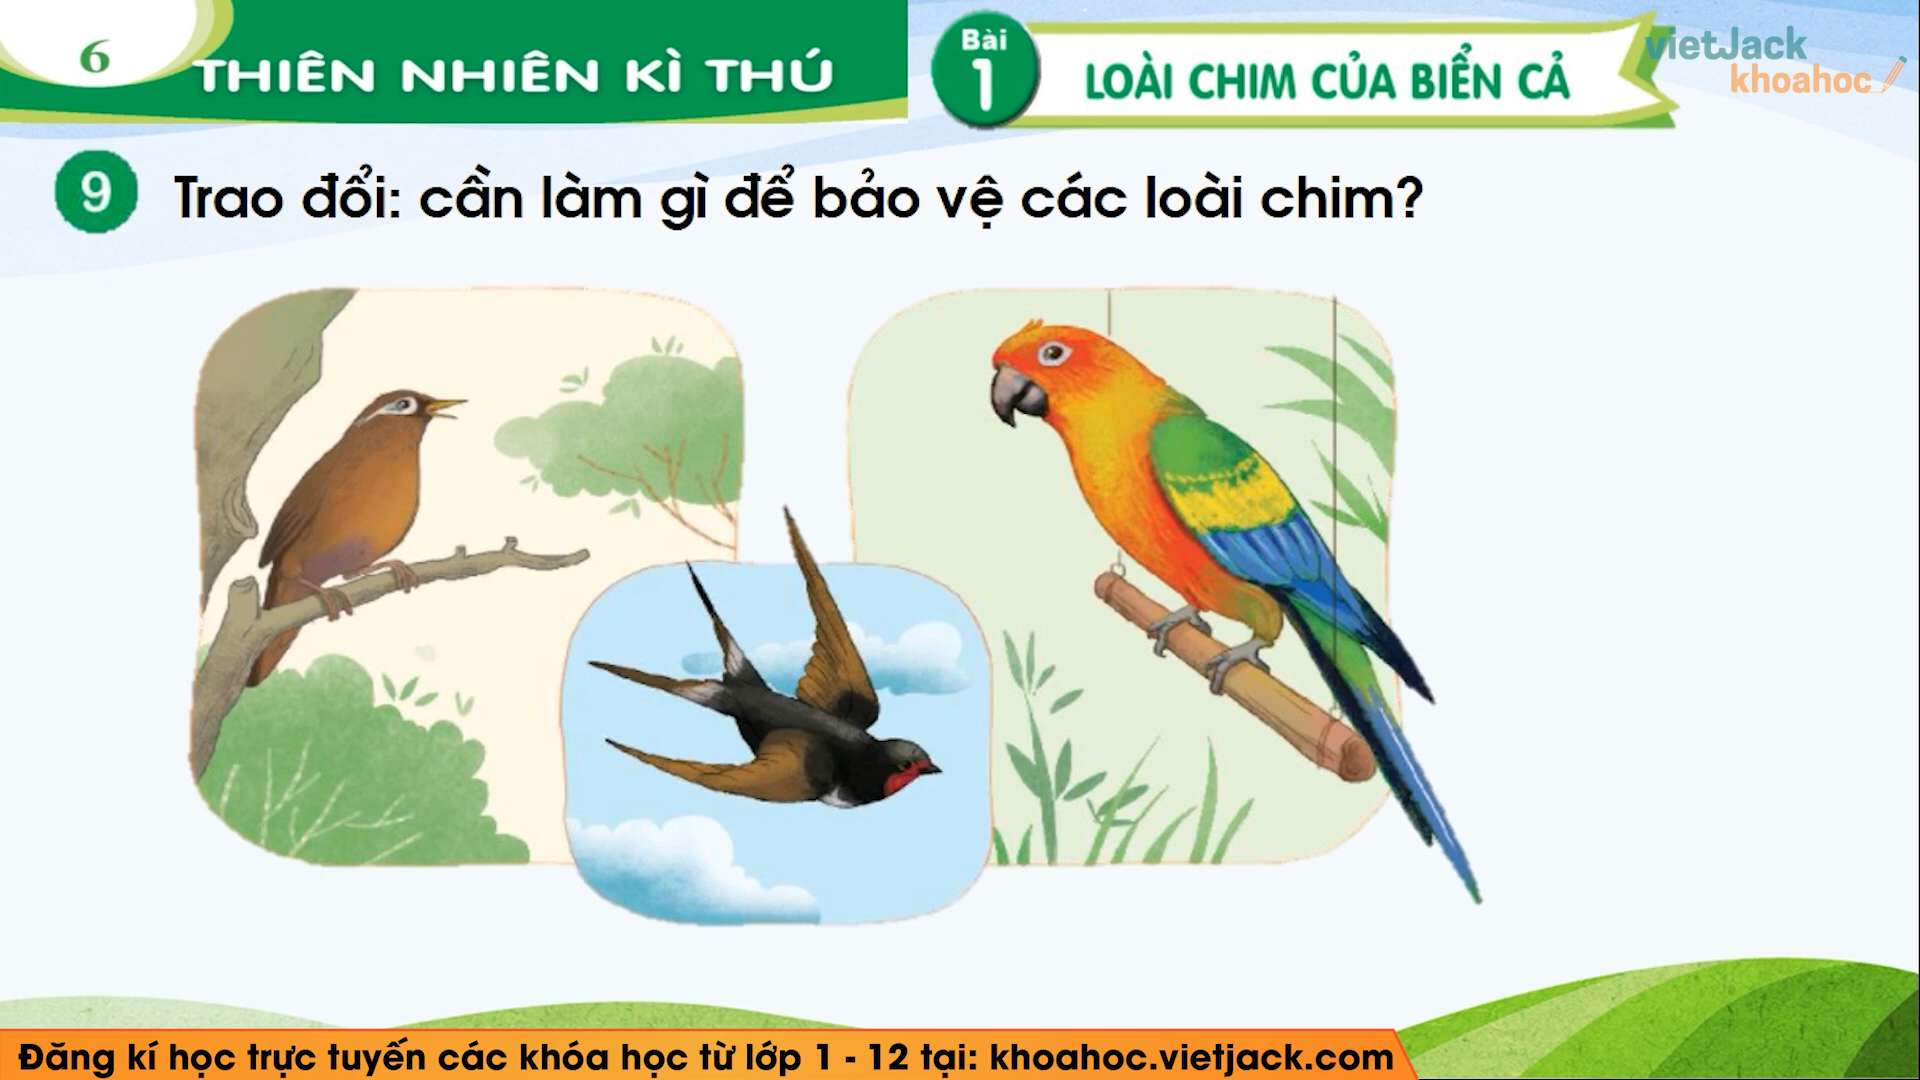 6
THIÊN NHIÊN KÌ THÚ
Bài
1
LOÀI CHIM CỦA BIỂN CẢ
vietJack
khoahoc
9
Trao đổi: cần làm gì để bảo vệ các loài chim?
Đăng kí học trực tuyến các khóa học từ lớp 1 - 12 tại: khoahoc.vietjack.com